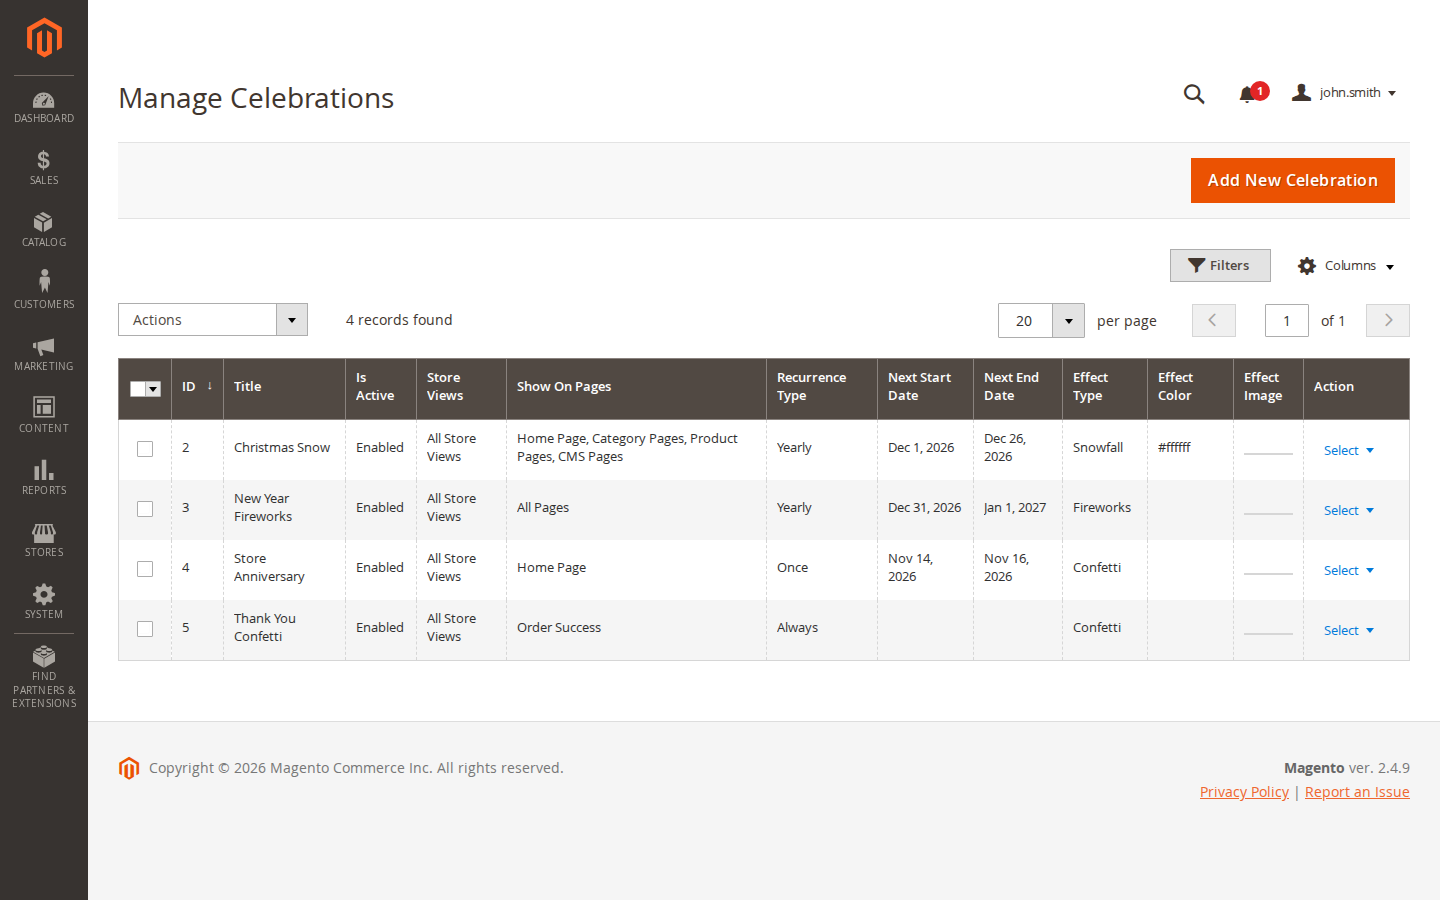 DASHBOARD
SALES
CATALOG
CUSTOMERS
MARKETING
CONTENT
REPORTS
STORES
SYSTEM
FIND
PARTNERS &
EXTENSIONS
Manage Celebrations
1
john.smith
Add New Celebration
Filters
Columns
Actions
4 records found
20
per page
1
of 1
ID ↓
Title
Is
Active
Store
Views
Show On Pages
Recurrence
Type
Next Start
Date
Next End
Date
Effect
Type
Effect
Color
Effect
Image
Action
2
Christmas Snow
Enabled
All Store
Views
Home Page, Category Pages, Product
Pages, CMS Pages
Yearly
Dec 1, 2026
Dec 26,
2026
Snowfall
#ffffff
Select
3
New Year
Fireworks
Enabled
All Store
Views
All Pages
Yearly
Dec 31, 2026
Jan 1, 2027
Fireworks
Select
4
Store
Anniversary
Enabled
All Store
Views
Home Page
Once
Nov 14,
2026
Nov 16,
2026
Confetti
Select
5
Thank You
Confetti
Enabled
All Store
Views
Order Success
Always
Confetti
Select
Copyright © 2026 Magento Commerce Inc. All rights reserved.
Magento ver. 2.4.9
Privacy Policy | Report an Issue